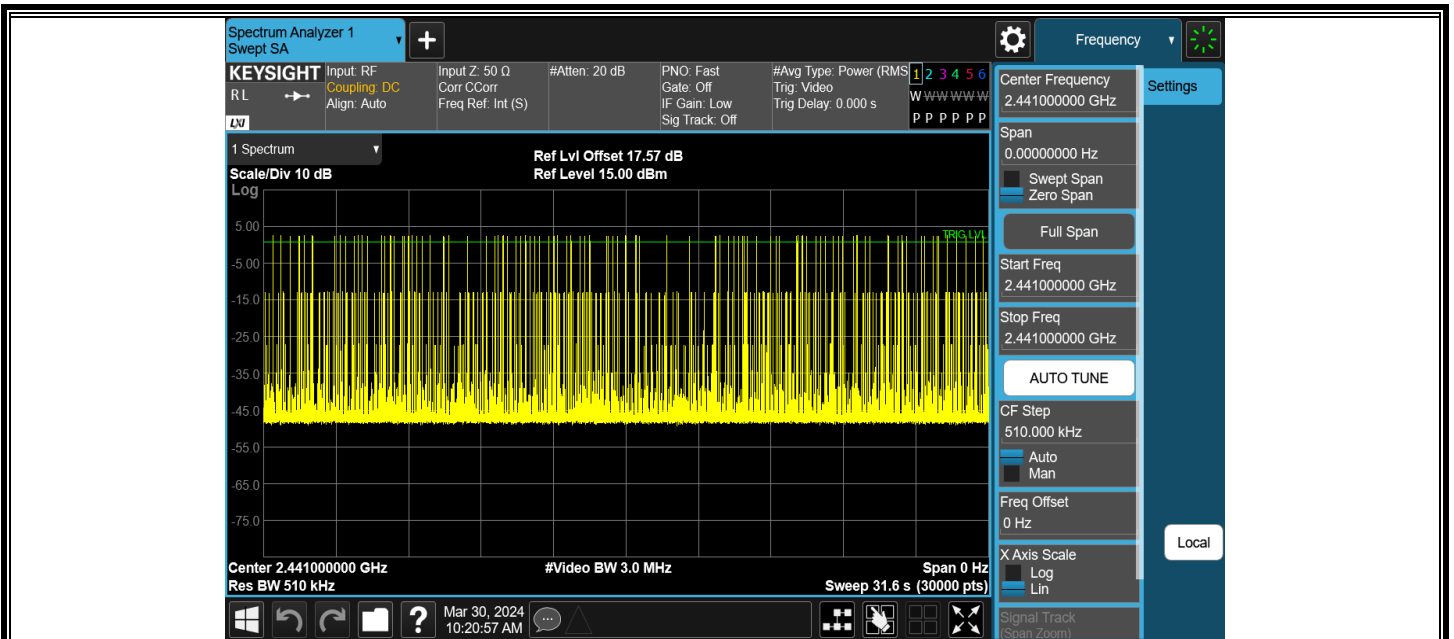 Spectrum Analyzer 1
Swept SA
+
Frequency
KEYSIGHT
RL
LXI
Input: RF
Coupling: DC
Align: Auto
Input Z: 50 Ω
Corr CCorr
Freq Ref: Int (S)
#Atten: 20 dB
PNO: Fast
Gate: Off
IF Gain: Low
Sig Track: Off
#Avg Type: Power (RMS
Trig: Video
Trig Delay: 0.000 s
1 2 3 4 5 6
W W W W W W
P P P P P P
1 Spectrum
Scale/Div 10 dB
Log
Ref Lvl Offset 17.57 dB
Ref Level 15.00 dBm
TRIG LVL
5.00
-5.00
-15.0
-25.0
-35.0
-45.0
-55.0
-65.0
-75.0
Center 2.441000000 GHz
Res BW 510 kHz
#Video BW 3.0 MHz
Span 0 Hz
Sweep 31.6 s (30000 pts)
Center Frequency
2.441000000 GHz
Settings
Span
0.00000000 Hz
Swept Span
Zero Span
Full Span
Start Freq
2.441000000 GHz
Stop Freq
2.441000000 GHz
AUTO TUNE
CF Step
510.000 kHz
Auto
Man
Freq Offset
0 Hz
X Axis Scale
Log
Lin
Signal Track
(Span Zoom)
Local
?
Mar 30, 2024
10:20:57 AM